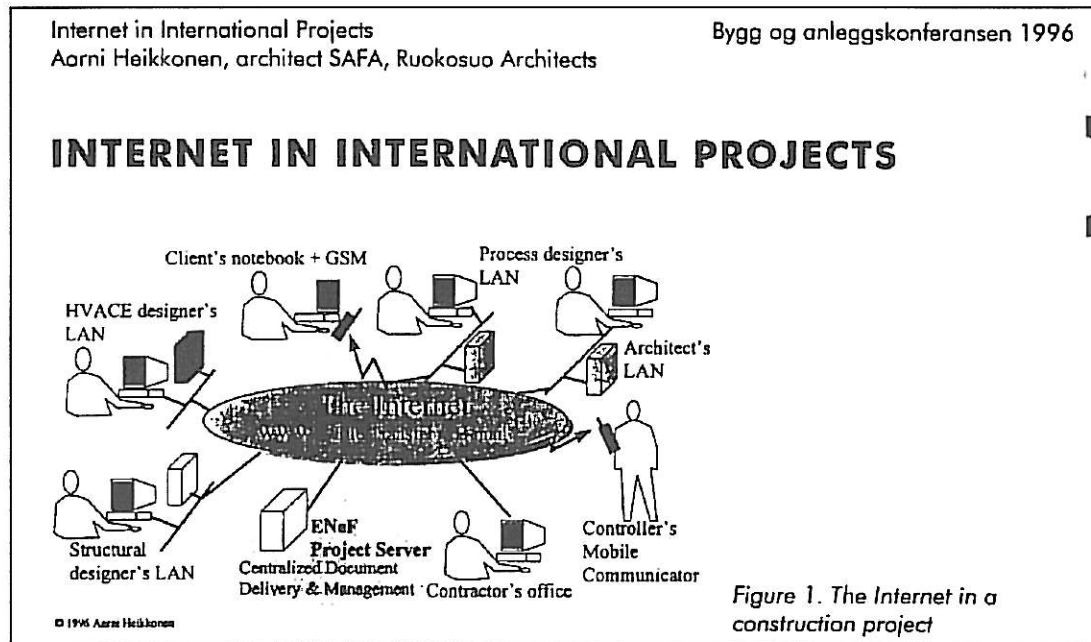 Internet in International Projects
Aarni Heikkonen, architect SAFA, Ruokosuo Architects
Bygg og anleggskonferansen 1996
INTERNET IN INTERNATIONAL PROJECTS
Client's notebook + GSM
Process designer's
LAN
HVACE designer's
LAN
Architect's
LAN
The Internet
Structural
designer's LAN
ENoF
Project Server
Centralized Document
Delivery & Management
Contractor's office
Controller's
Mobile
Communicator
Figure 1. The Internet in a
construction project
© 1996 Aarni Heikkonen